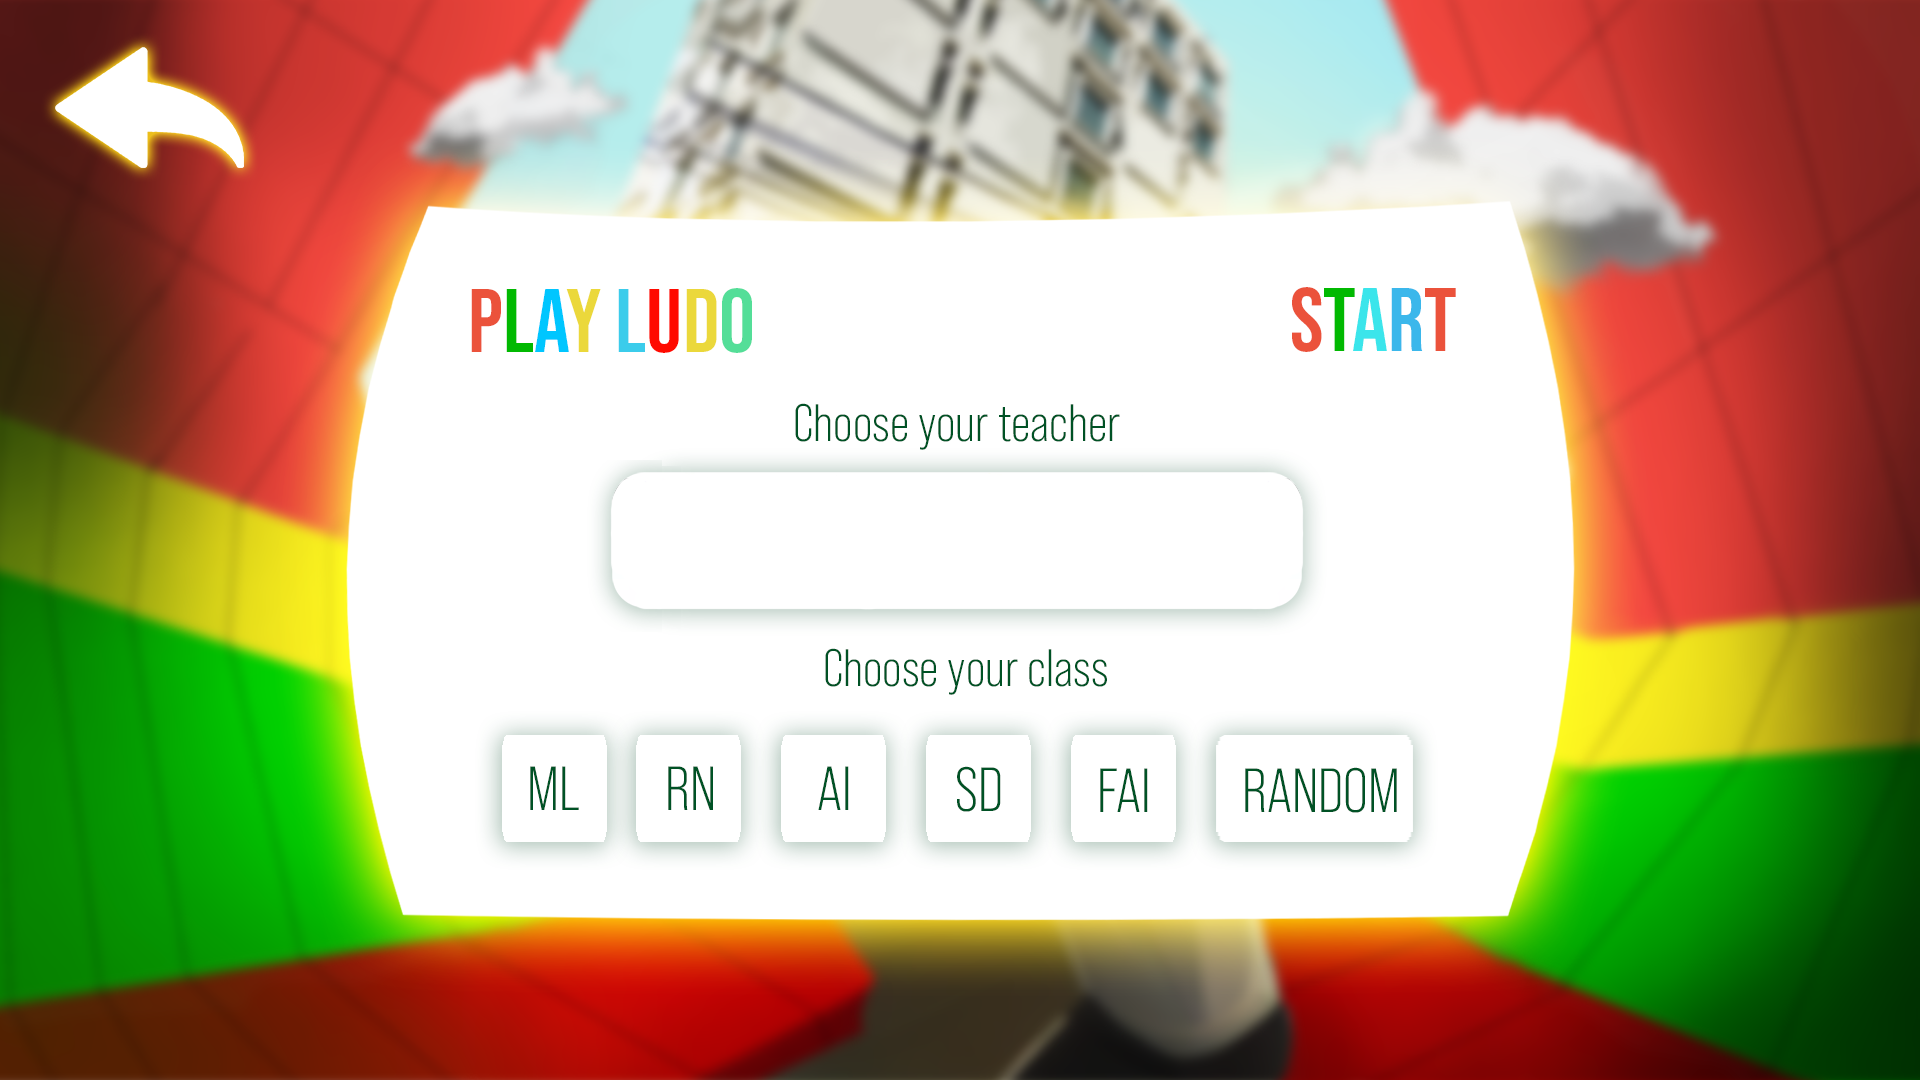 PLAY LUDO
START
Choose your teacher
Choose your class
ML
RN
AI
SD
FAI
RANDOM